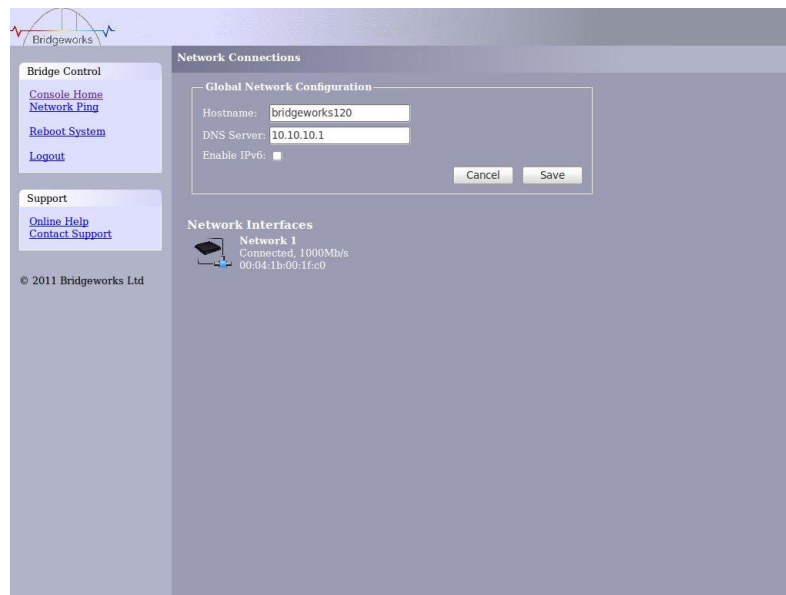 Bridgeworks
Network Connections
Bridge Control
Console Home
Network Ping
Reboot System
Logout
Support
Online Help
Contact Support
© 2011 Bridgeworks Ltd
Global Network Configuration
Hostname: bridgeworks120
DNS Server: 10.10.10.1
Enable IPv6:
Cancel Save
Network Interfaces
Network 1
Connected, 1000Mb/s
00:04:1b:00:1f:c0